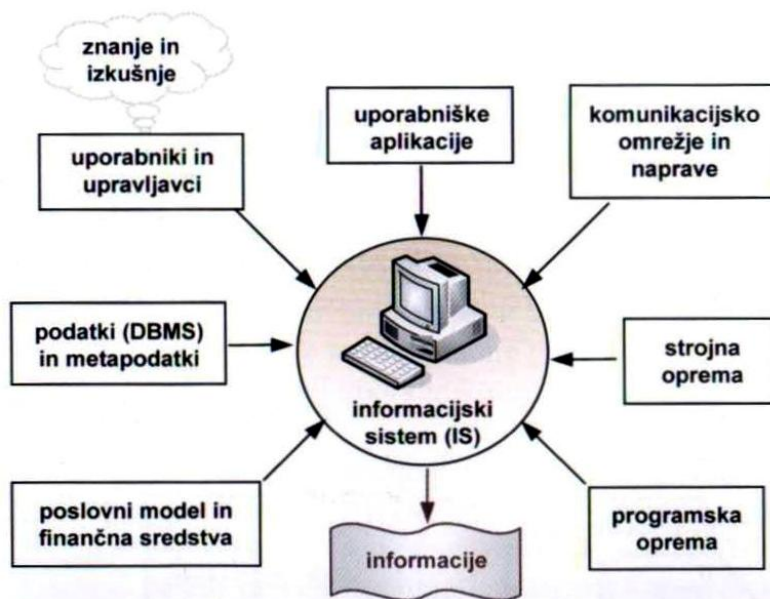 znanje in
izkušnje
uporabniki in
upravljavci
uporabniške
aplikacije
komunikacijsko
omrežje in
naprave
podatki (DBMS)
in metapodatki
strojna
oprema
informacijski
sistem (IS)
poslovni model in
finančna sredstva
informacije
programska
oprema